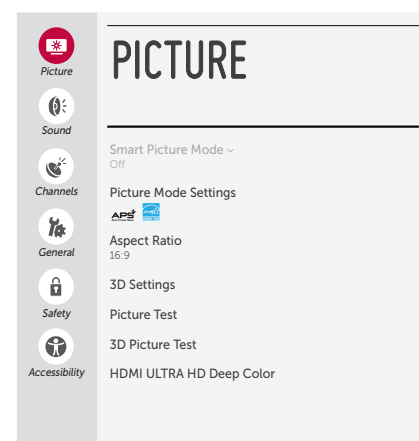 Picture
Sound
Channels
General
Safety
Accessibility
PICTURE
Smart Picture Mode
Off
Picture Mode Settings
APS
Aspect Ratio
16:9
3D Settings
Picture Test
3D Picture Test
HDMI ULTRA HD Deep Color